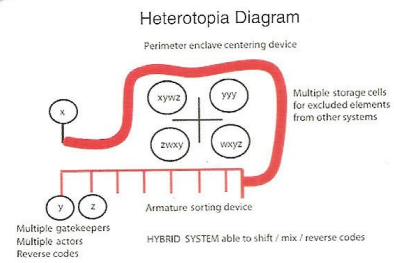 Heterotopia Diagram
Perimeter enclave centering device
x
xywz
yyy
zwxy
wxyz
Multiple storage cells
for excluded elements
from other systems
y
z
Armature sorting device
Multiple gatekeepers
Multiple actors
Reverse codes
HYBRID SYSTEM able to shift / mix / reverse codes